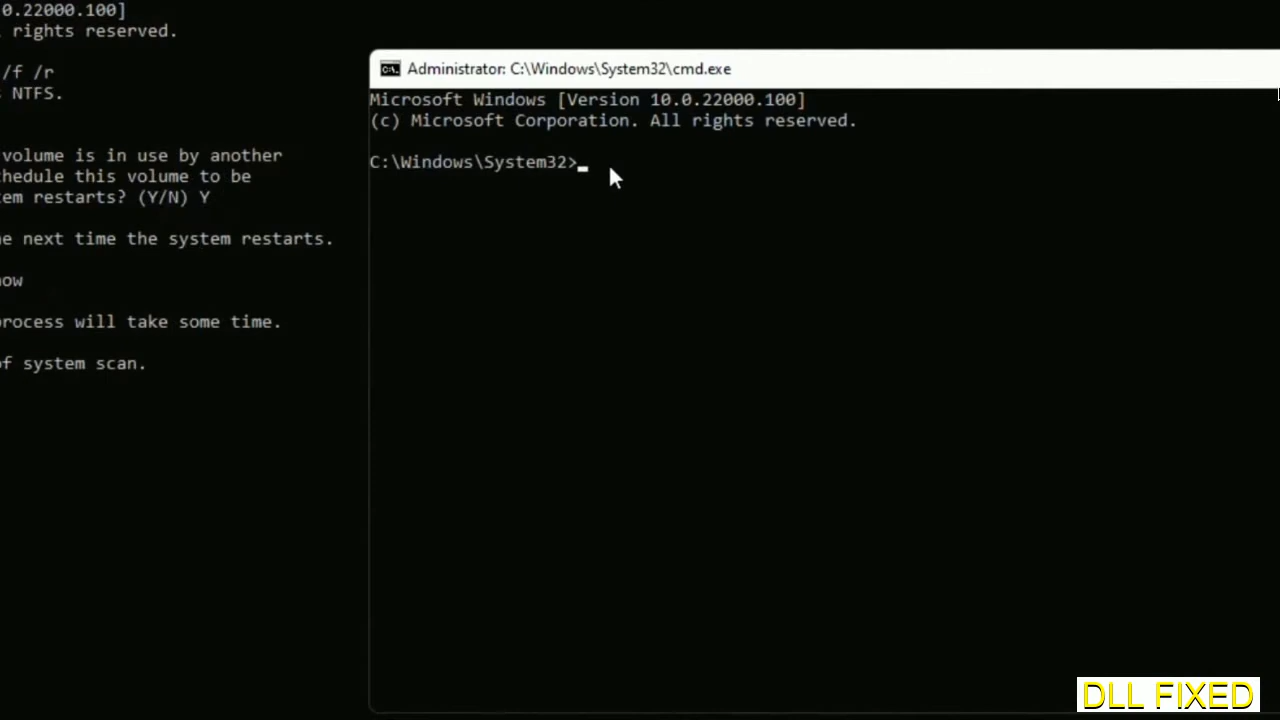 0.22000.100]
rights reserved.
/f /r
NTFS.
volume is in use by another
hedule this volume to be
em restarts? (Y/N) Y
e next time the system restarts.
ow
rocess will take some time.
of system scan.
Administrator: C:\Windows\System32\cmd.exe
Microsoft Windows [Version 10.0.22000.100]
(c) Microsoft Corporation. All rights reserved.
C:\Windows\System32>
DLL FIXED